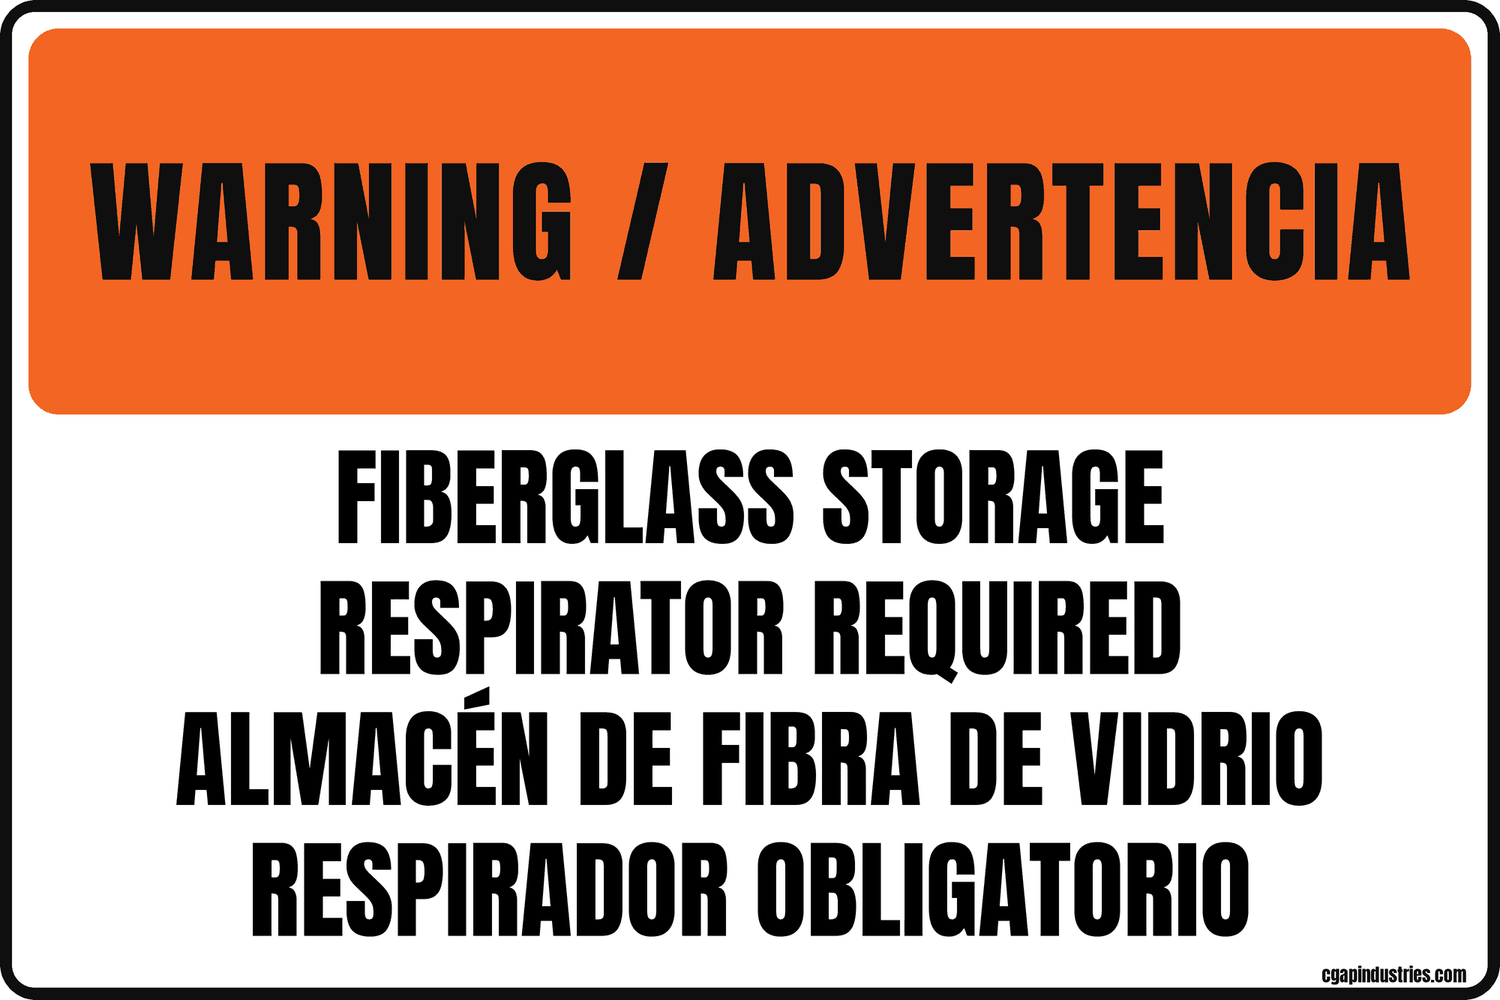 WARNING / ADVERTENCIA
FIBERGLASS STORAGE
RESPIRATOR REQUIRED
ALMACÉN DE FIBRA DE VIDRIO
RESPIRADOR OBLIGATORIO
cgapindustries.com